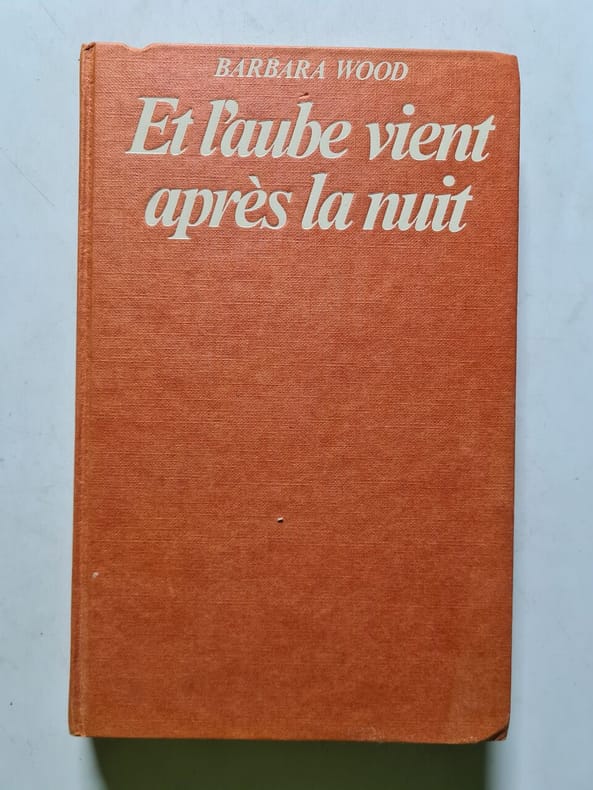 BARBARA WOOD
Et l'aube vient
après la nuit